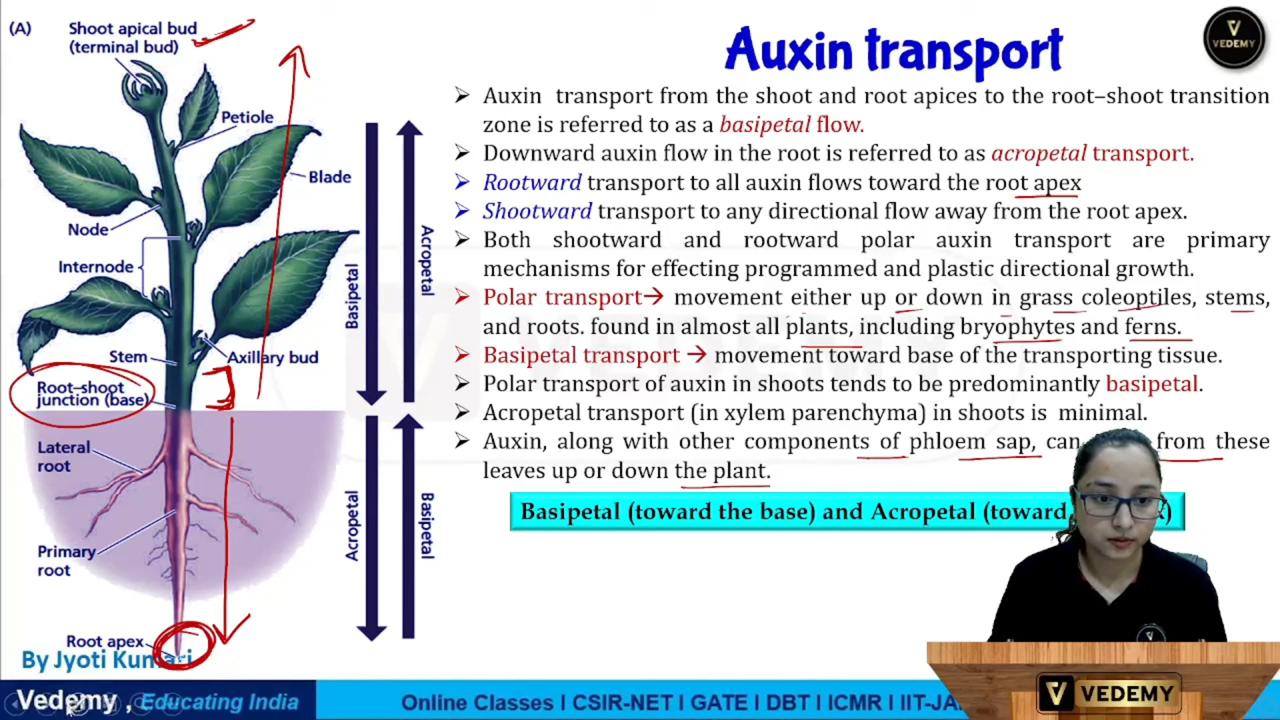 (A)
Shoot apical bud
(terminal bud)
Petiole
Blade
Node
Internode
Stem
Axillary bud
Root–shoot
junction (base)
Lateral
root
Primary
root
Root apex
Basipetal
Acropetal
Acropetal
Basipetal
By Jyoti Kumari
Auxin transport
VEDEMY
➤ Auxin transport from the shoot and root apices to the root–shoot transition
zone is referred to as a basipetal flow.
➤ Downward auxin flow in the root is referred to as acropetal transport.
➤ Rootward transport to all auxin flows toward the root apex
➤ Shootward transport to any directional flow away from the root apex.
➤ Both shootward and rootward polar auxin transport are primary
mechanisms for effecting programmed and plastic directional growth.
➤ Polar transport→ movement either up or down in grass coleoptiles, stems,
and roots. found in almost all plants, including bryophytes and ferns.
➤ Basipetal transport → movement toward base of the transporting tissue.
➤ Polar transport of auxin in shoots tends to be predominantly basipetal.
➤ Acropetal transport (in xylem parenchyma) in shoots is minimal.
➤ Auxin, along with other components of phloem sap, can from these
leaves up or down the plant.
Basipetal (toward the base) and Acropetal (toward )
VEDEMY
Vedemy , Educating India
Online Classes I CSIR-NET I GATE I DBT I ICMR I IIT-JA